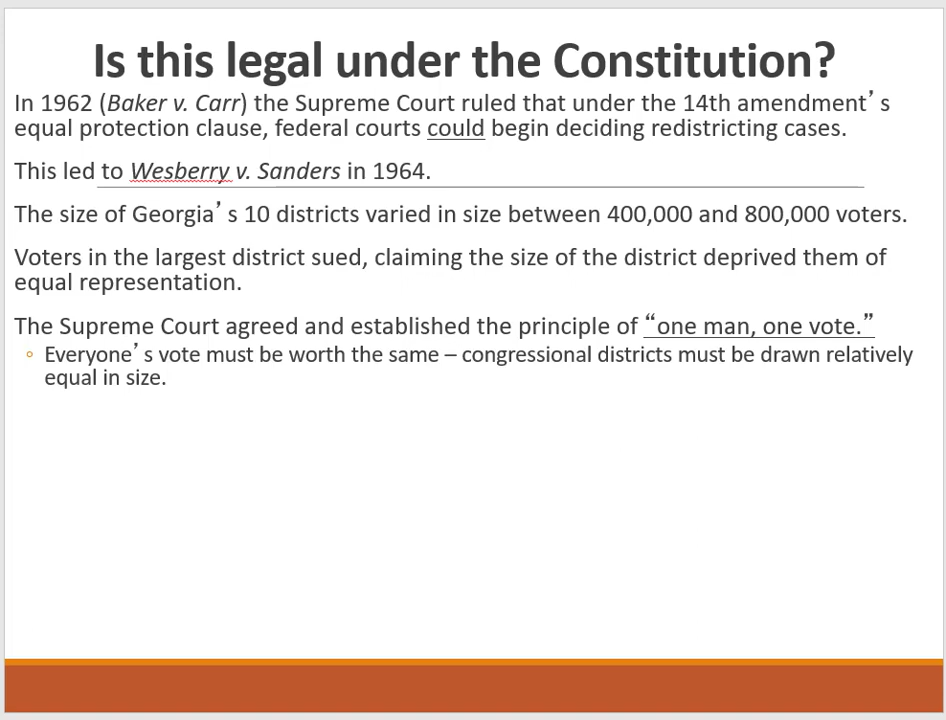 Is this legal under the Constitution?
In 1962 (Baker v. Carr) the Supreme Court ruled that under the 14th amendment’s
equal protection clause, federal courts could begin deciding redistricting cases.
This led to Wesberry v. Sanders in 1964.
The size of Georgia’s 10 districts varied in size between 400,000 and 800,000 voters.
Voters in the largest district sued, claiming the size of the district deprived them of
equal representation.
The Supreme Court agreed and established the principle of “one man, one vote.”
◦ Everyone’s vote must be worth the same – congressional districts must be drawn relatively
equal in size.